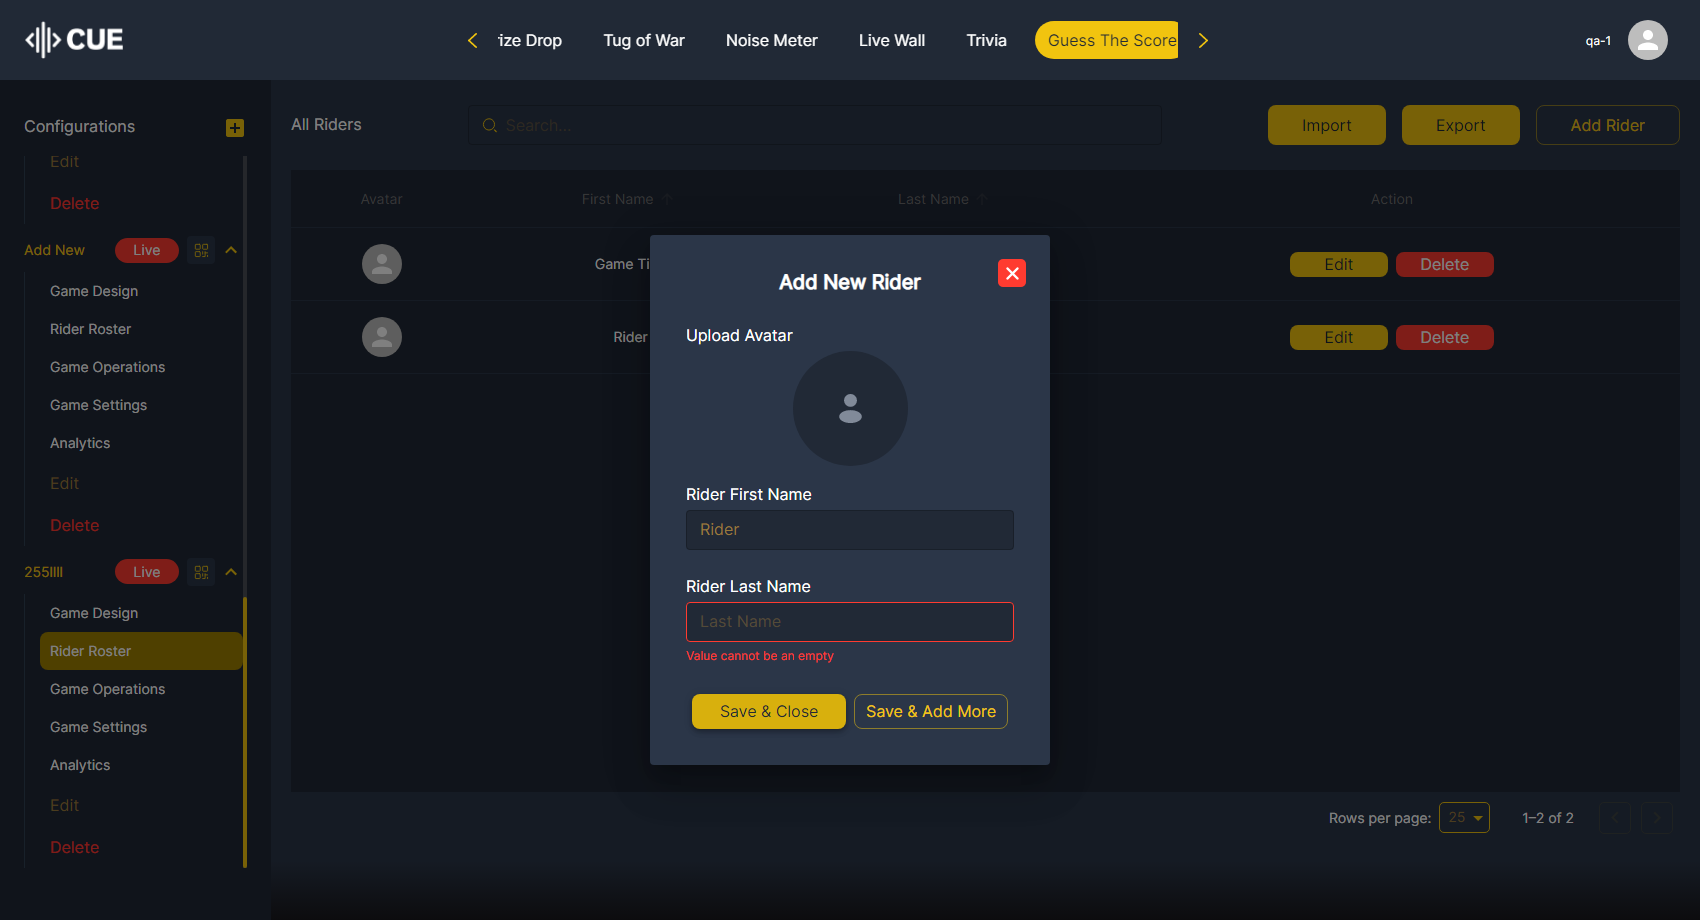 CUE
ize Drop
Tug of War
Noise Meter
Live Wall
Trivia
Guess The Score
qa-1
Configurations
Edit
Delete
Add New
Live
Game Design
Rider Roster
Game Operations
Game Settings
Analytics
Edit
Delete
255llll
Live
Game Design
Rider Roster
Game Operations
Game Settings
Analytics
Edit
Delete
All Riders
Search...
Import
Export
Add Rider
Avatar
First Name
Last Name
Action
Game Ti
Edit
Delete
Rider
Edit
Delete
Add New Rider
Upload Avatar
Rider First Name
Rider
Rider Last Name
Last Name
Value cannot be an empty
Save & Close
Save & Add More
Rows per page:
25
1–2 of 2